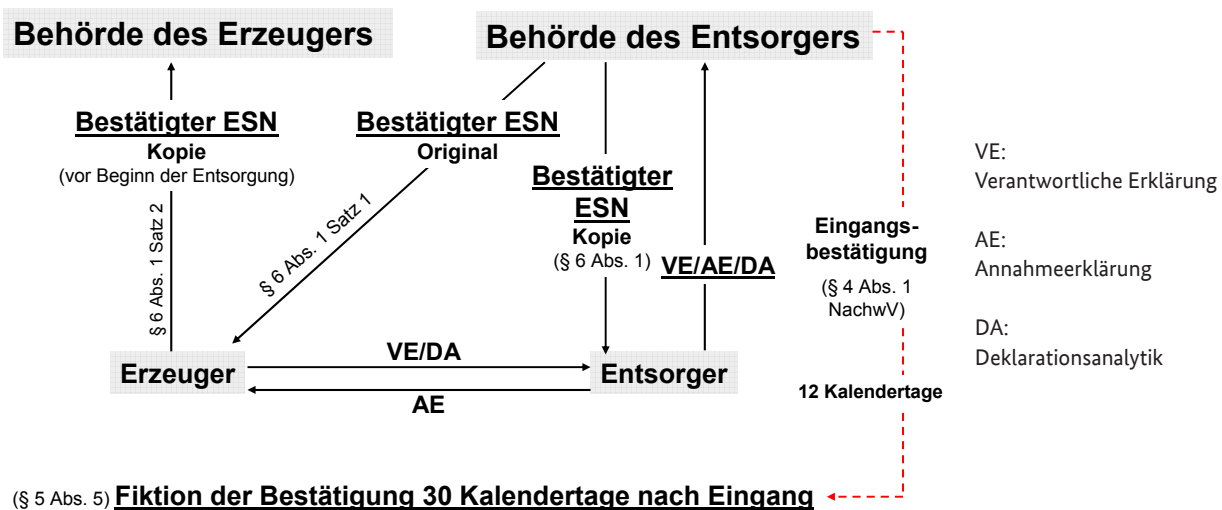 Behörde des Erzeugers
Behörde des Entsorgers
Bestätigter ESN
Kopie
(vor Beginn der Entsorgung)
§ 6 Abs. 1 Satz 2
Bestätigter ESN
Original
§ 6 Abs. 1 Satz 1
Bestätigter
ESN
Kopie
(§ 6 Abs. 1)
VE/AE/DA
Eingangs-
bestätigung
(§ 4 Abs. 1
NachwV)
12 Kalendertage
VE:
Verantwortliche Erklärung
AE:
Annahmeerklärung
DA:
Deklarationsanalytik
Erzeuger
VE/DA
AE
Entsorger
(§ 5 Abs. 5) Fiktion der Bestätigung 30 Kalendertage nach Eingang